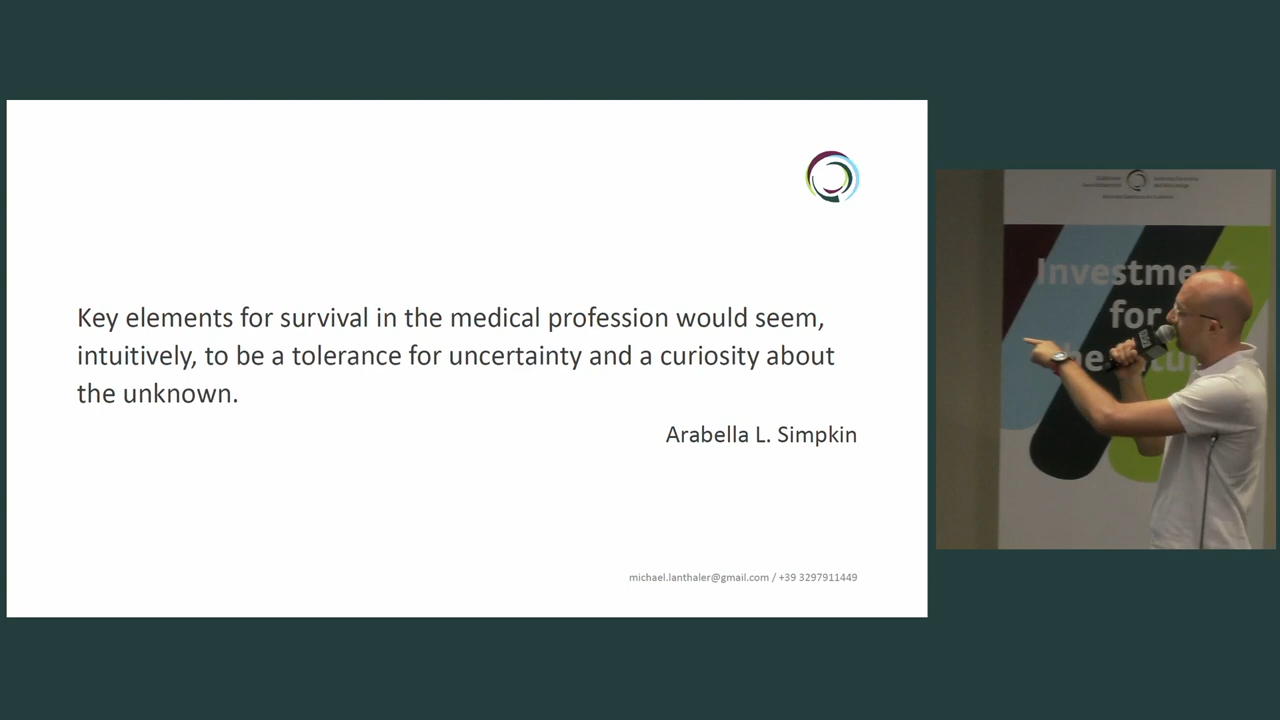 Key elements for survival in the medical profession would seem,
intuitively, to be a tolerance for uncertainty and a curiosity about
the unknown.
Arabella L. Simpkin
michael.lanthaler@gmail.com / +39 3297911449
Investment
for